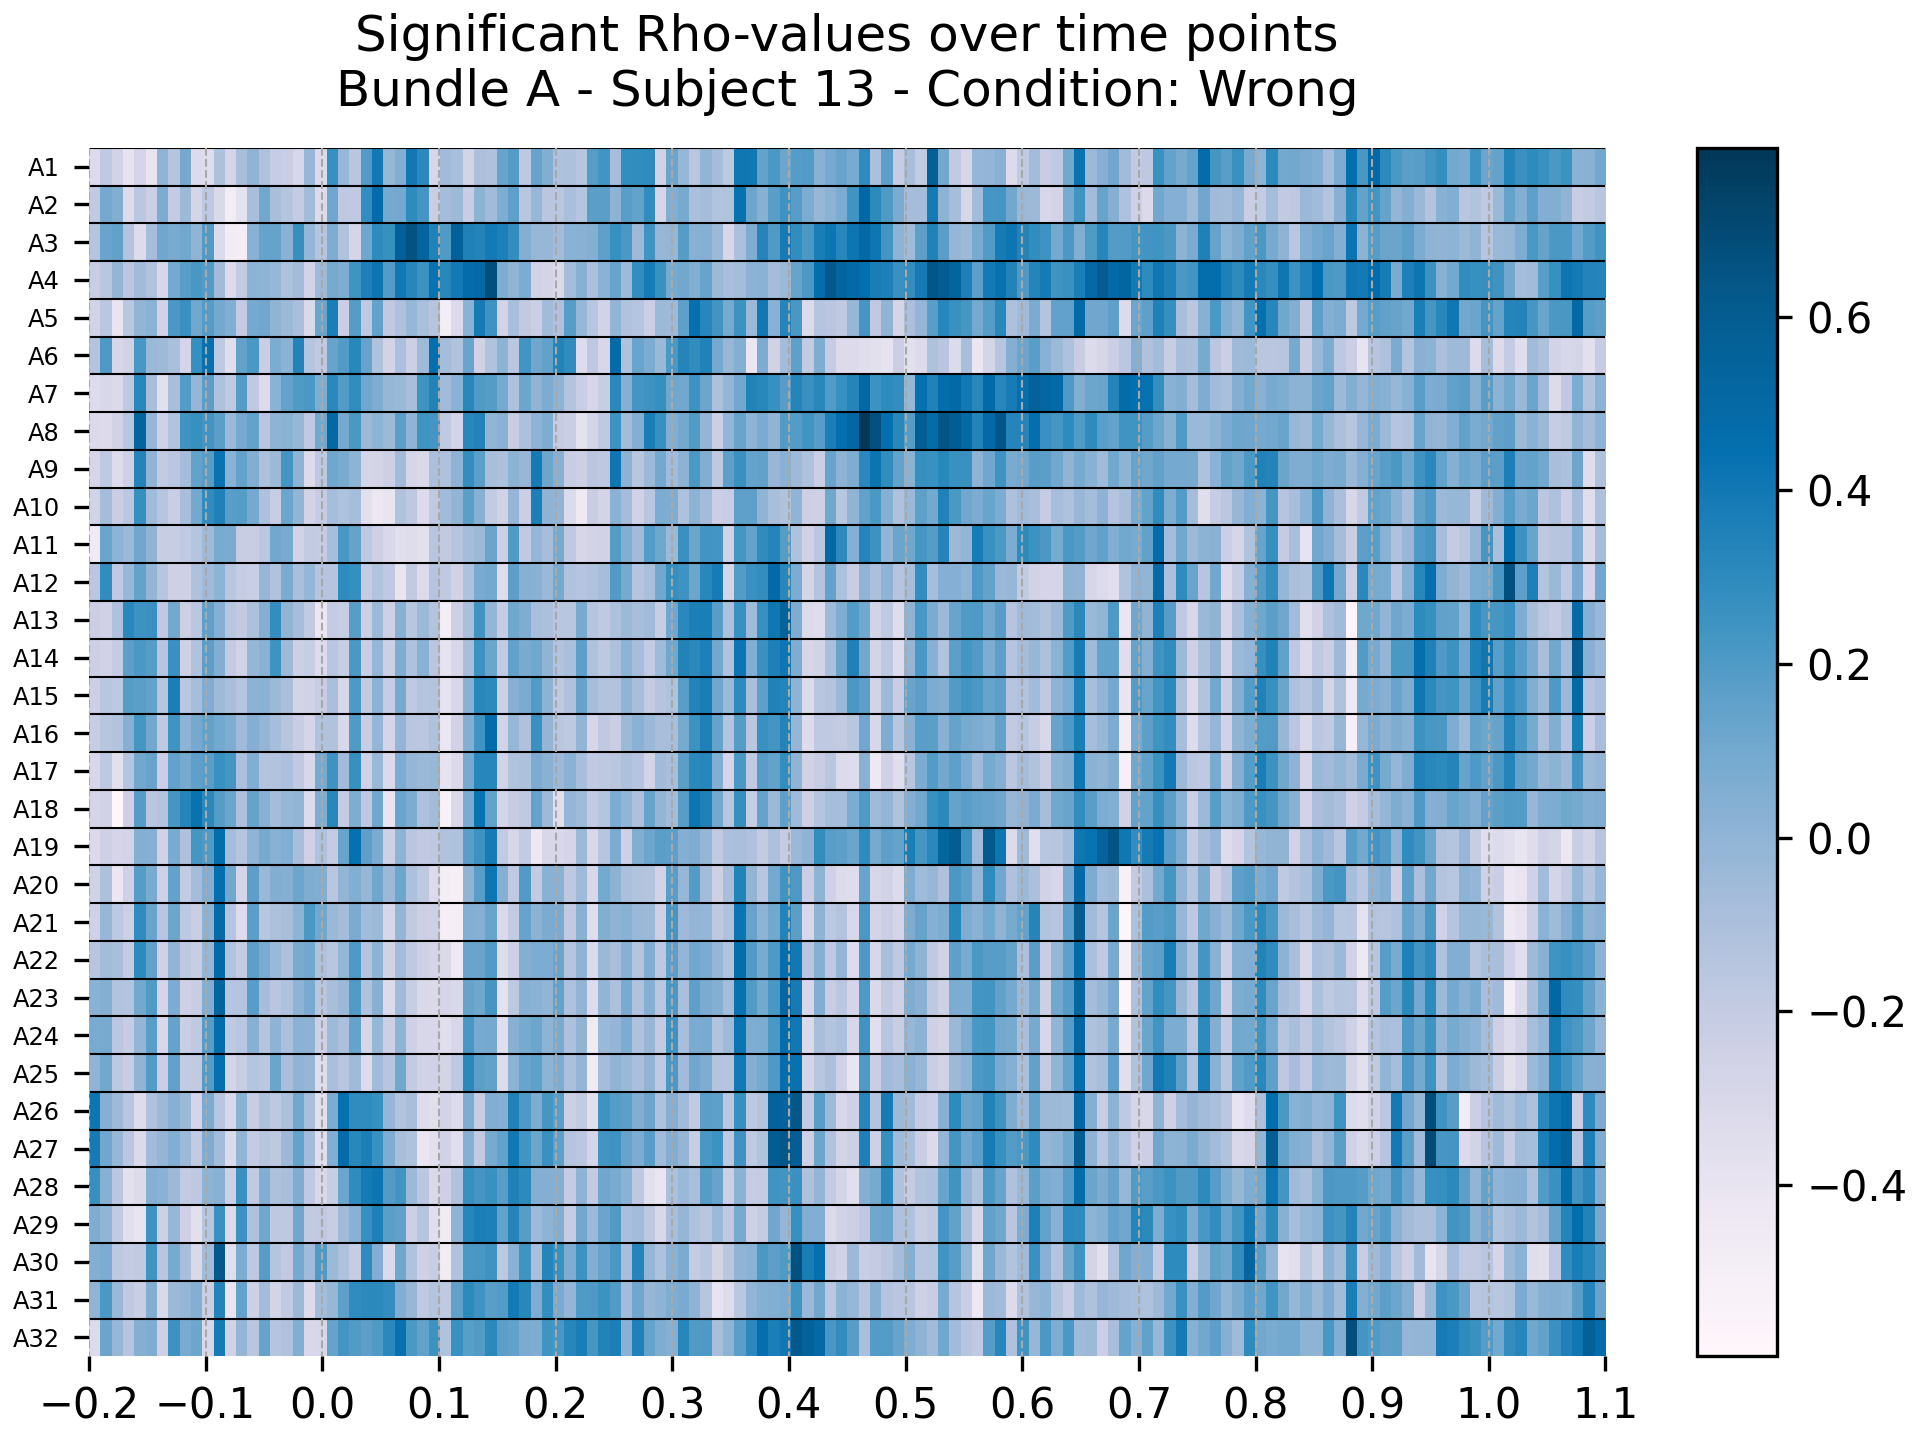 Significant Rho-values over time points
Bundle A - Subject 13 - Condition: Wrong
A1
A2
A3
A4
A5
A6
A7
A8
A9
A10
A11
A12
A13
A14
A15
A16
A17
A18
A19
A20
A21
A22
A23
A24
A25
A26
A27
A28
A29
A30
A31
A32
−0.2 −0.1 0.0 0.1 0.2 0.3 0.4 0.5 0.6 0.7 0.8 0.9 1.0 1.1
0.6
0.4
0.2
0.0
−0.2
−0.4